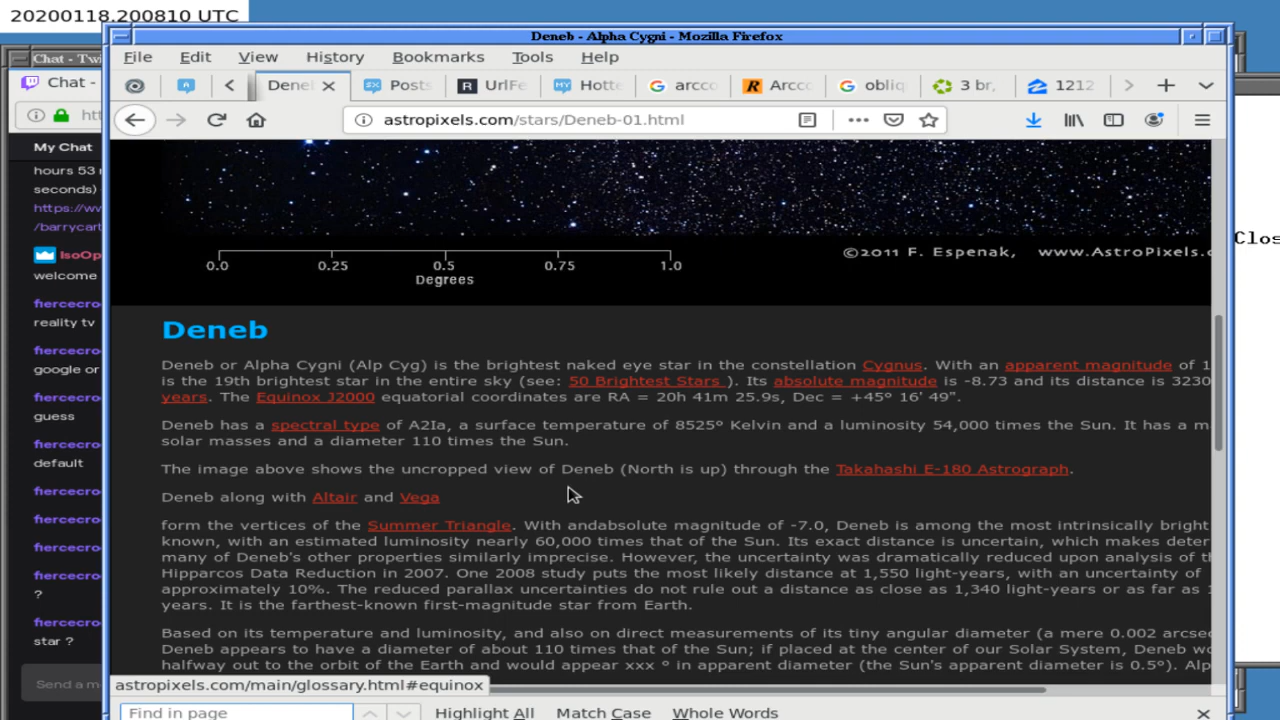 20200118.200810 UTC
Chat - Twi
Deneb - Alpha Cygni - Mozilla Firefox
File Edit View History Bookmarks Tools Help
Chat -
Deneb Posts UrlFe Hotte arcco Arcco obliq 3 br, 1212
astropixels.com/stars/Deneb-01.html
My Chat
hours 53
seconds)
https://ww
/barrycart
IsoOp
welcome
fiercecro
reality tv
fiercecro
google or
fiercecro
guess
fiercecro
default
fiercecro
fiercecro
fiercecro
fiercecro
?
fiercecro
star ?
Send a m
0.0 0.25 0.5 0.75 1.0
Degrees
©2011 F. Espenak, www.AstroPixels.c
Deneb
Deneb or Alpha Cygni (Alp Cyg) is the brightest naked eye star in the constellation Cygnus. With an apparent magnitude of 1
is the 19th brightest star in the entire sky (see: 50 Brightest Stars ). Its absolute magnitude is -8.73 and its distance is 3230
years. The Equinox J2000 equatorial coordinates are RA = 20h 41m 25.9s, Dec = +45° 16' 49".
Deneb has a spectral type of A2Ia, a surface temperature of 8525° Kelvin and a luminosity 54,000 times the Sun. It has a m
solar masses and a diameter 110 times the Sun.
The image above shows the uncropped view of Deneb (North is up) through the Takahashi E-180 Astrograph.
Deneb along with Altair and Vega
form the vertices of the Summer Triangle. With andabsolute magnitude of -7.0, Deneb is among the most intrinsically bright
known, with an estimated luminosity nearly 60,000 times that of the Sun. Its exact distance is uncertain, which makes deter
many of Deneb's other properties similarly imprecise. However, the uncertainty was dramatically reduced upon analysis of th
Hipparcos Data Reduction in 2007. One 2008 study puts the most likely distance at 1,550 light-years, with an uncertainty of
approximately 10%. The reduced parallax uncertainties do not rule out a distance as close as 1,340 light-years or as far as 1
years. It is the farthest-known first-magnitude star from Earth.
Based on its temperature and luminosity, and also on direct measurements of its tiny angular diameter (a mere 0.002 arcsec
Deneb appears to have a diameter of about 110 times that of the Sun; if placed at the center of our Solar System, Deneb wo
halfway out to the orbit of the Earth and would appear xxx ° in apparent diameter (the Sun's apparent diameter is 0.5°). Alp
astropixels.com/main/glossary.html#equinox
Find in page Highlight All Match Case Whole Words
Clos